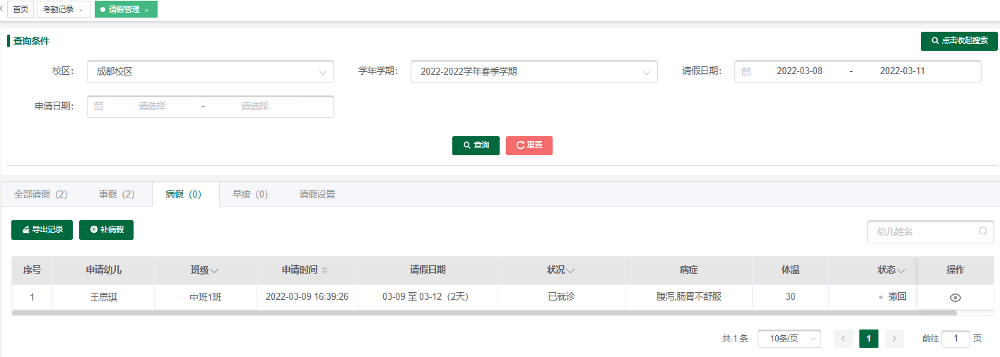 首页 考勤记录 × 请假管理 ×
查询条件 点击收起搜索
校区： 成都校区 学年学期： 2022-2022学年春季学期 请假日期： 2022-03-08 - 2022-03-11
申请日期： 请选择 - 请选择
查询 重置
全部请假（2） 事假（2） 病假（0） 早接（0） 请假设置
导出记录 补病假 幼儿姓名
序号 申请幼儿 班级 申请时间 请假日期 状况 病症 体温 状态 操作
1 王思琪 中班1班 2022-03-09 16:39:26 03-09 至 03-12（2天） 已就诊 腹泻,肠胃不舒服 30 撤回
共 1 条 10条/页 1 前往 1 页